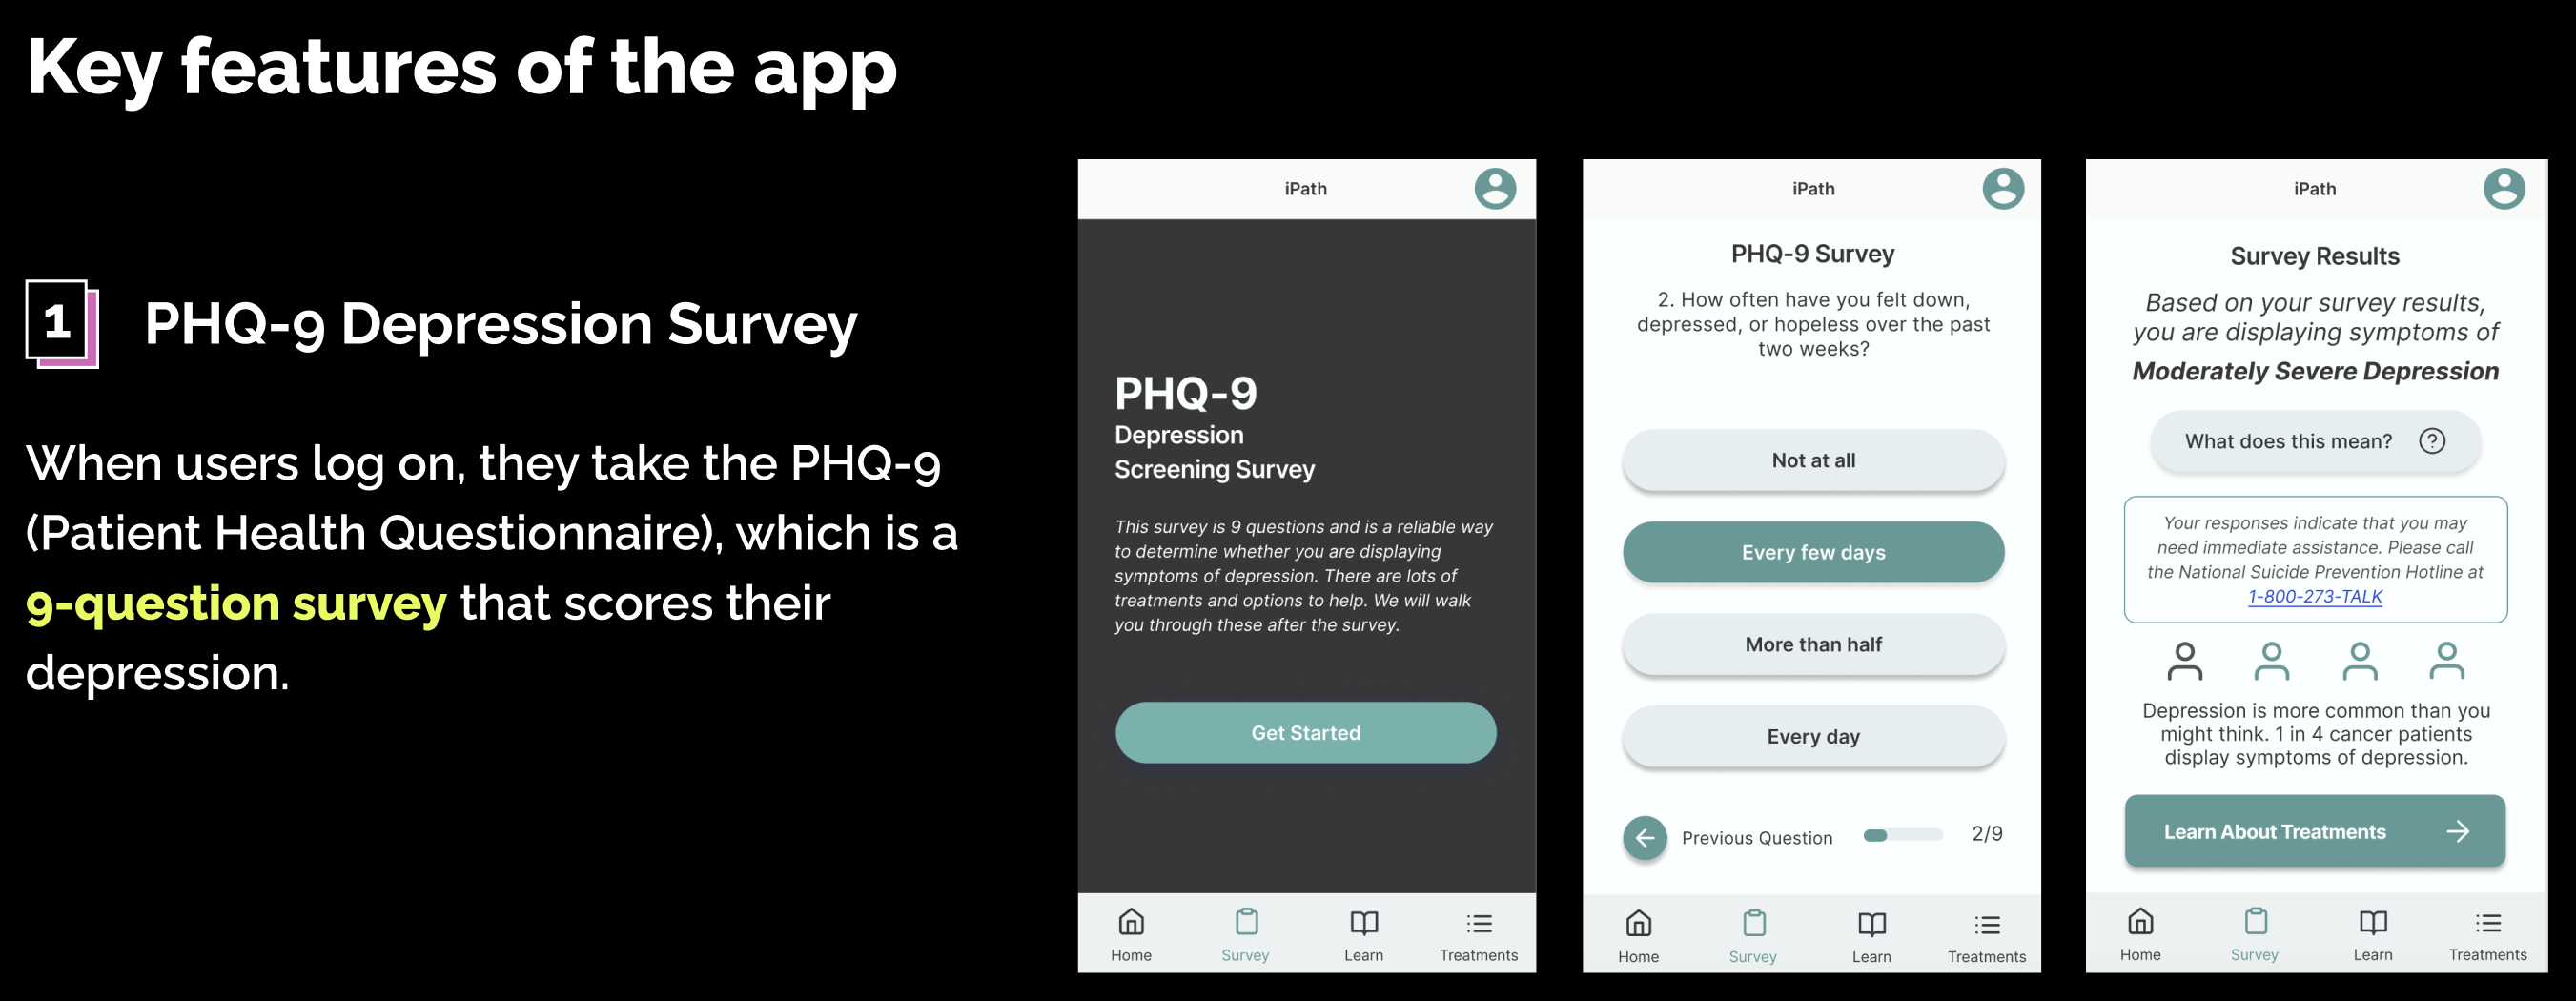 Key features of the app
1
PHQ-9 Depression Survey
When users log on, they take the PHQ-9
(Patient Health Questionnaire), which is a
9-question survey that scores their
depression.
iPath
PHQ-9
Depression
Screening Survey
This survey is 9 questions and is a reliable way
to determine whether you are displaying
symptoms of depression. There are lots of
treatments and options to help. We will walk
you through these after the survey.
Get Started
Home
Survey
Learn
Treatments
iPath
PHQ-9 Survey
2. How often have you felt down,
depressed, or hopeless over the past
two weeks?
Not at all
Every few days
More than half
Every day
Previous Question
2/9
Home
Survey
Learn
Treatments
iPath
Survey Results
Based on your survey results,
you are displaying symptoms of
Moderately Severe Depression
What does this mean? ?
Your responses indicate that you may
need immediate assistance. Please call
the National Suicide Prevention Hotline at
1-800-273-TALK
Depression is more common than you
might think. 1 in 4 cancer patients
display symptoms of depression.
Learn About Treatments
Home
Survey
Learn
Treatments